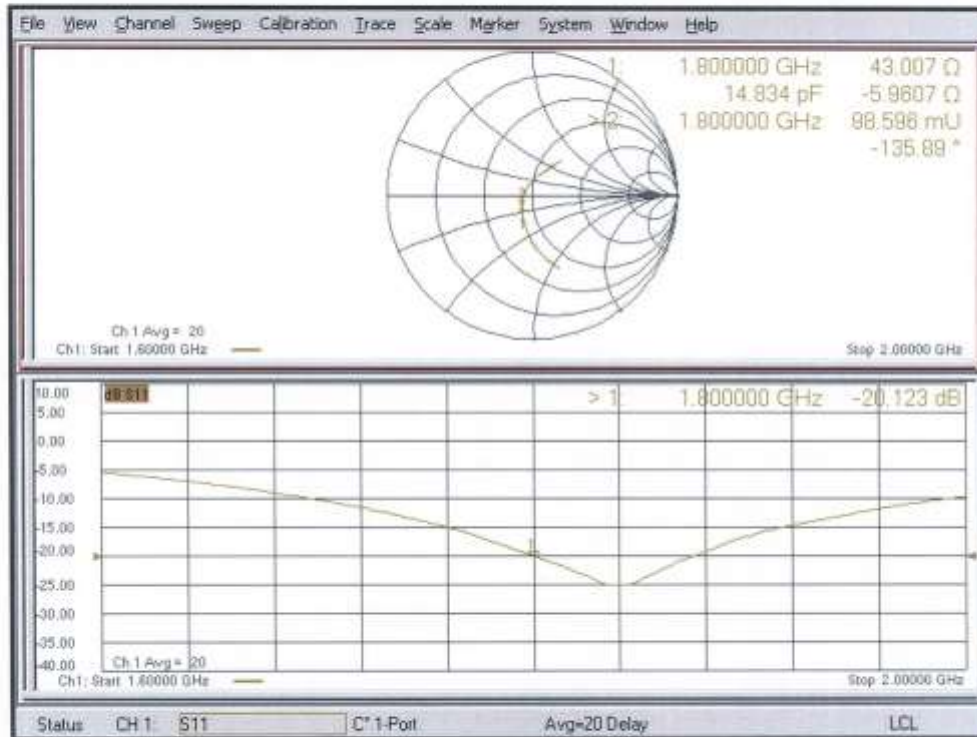 File View Channel Sweep Calibration Trace Scale Marker System Window Help
1: 1.800000 GHz 43.007 Ω
14.834 pF -5.9607 Ω
> 2: 1.800000 GHz 98.596 mU
-135.89 °
Ch 1 Avg = 20
Ch1: Start 1.60000 GHz Stop 2.00000 GHz
10.00 dB S11 > 1: 1.800000 GHz -20.123 dB
5.00
0.00
-5.00
-10.00
-15.00
-20.00
-25.00
-30.00
-35.00
-40.00
Ch 1 Avg = 20
Ch1: Start 1.60000 GHz Stop 2.00000 GHz
Status CH 1: S11 C* 1-Port Avg=20 Delay LCL